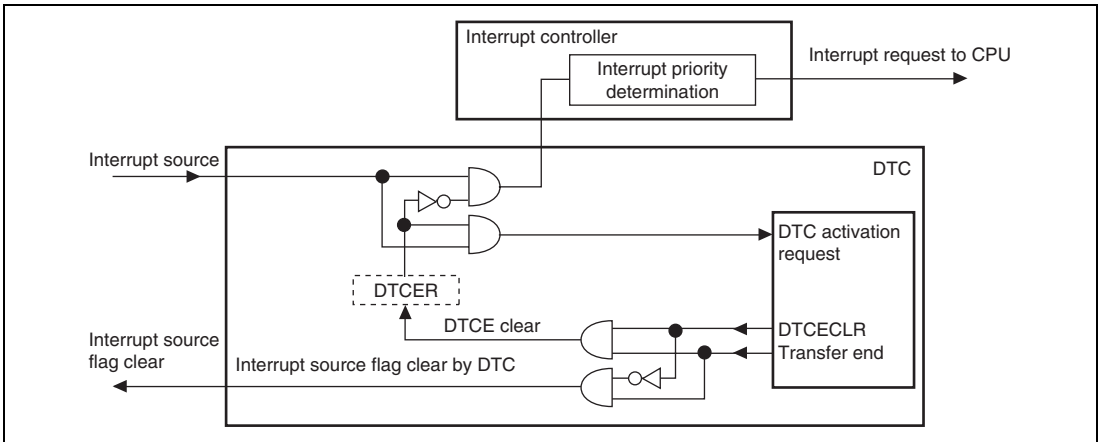 Interrupt controller
Interrupt priority
determination
Interrupt request to CPU
Interrupt source
DTC
DTC activation
request
DTCER
DTCE clear
DTCECLR
Transfer end
Interrupt source
flag clear
Interrupt source flag clear by DTC